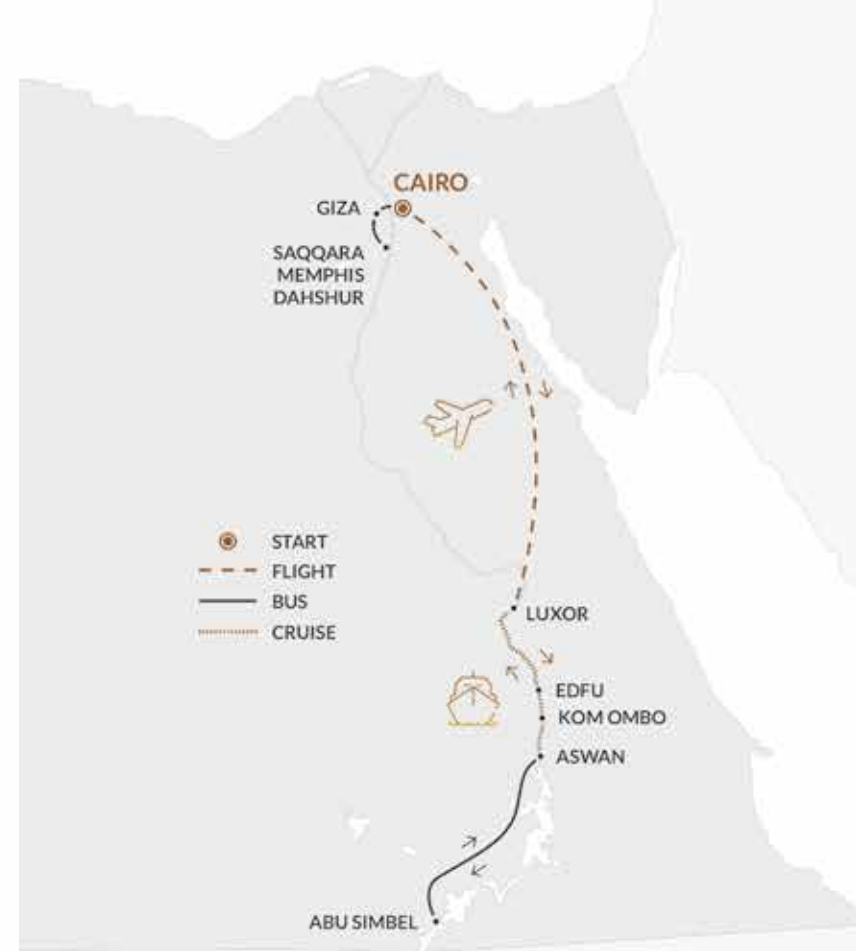 CAIRO
GIZA
SAQQARA
MEMPHIS
DAHSHUR
START
FLIGHT
BUS
CRUISE
LUXOR
EDFU
KOM OMBO
ASWAN
ABU SIMBEL